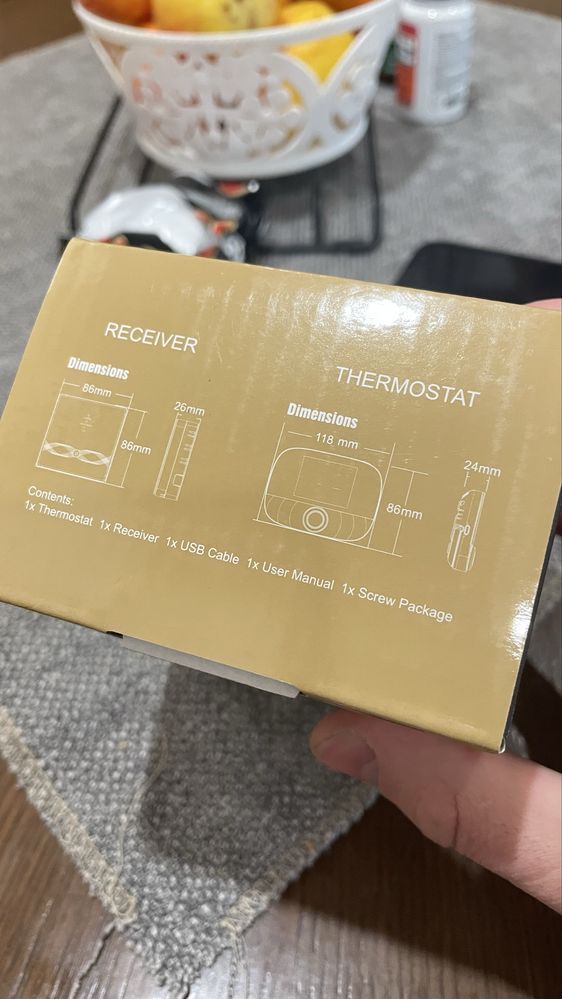 RECEIVER
Dimensions
86mm
86mm
26mm
THERMOSTAT
Dimensions
118 mm
86mm
24mm
Contents:
1x Thermostat 1x Receiver 1x USB Cable 1x User Manual 1x Screw Package